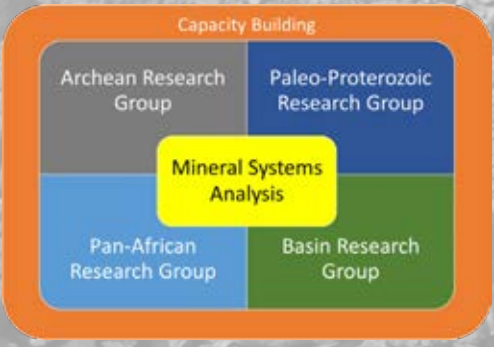 Capacity Building
Archean Research
Group
Paleo-Proterozoic
Research Group
Mineral Systems
Analysis
Pan-African
Research Group
Basin Research
Group